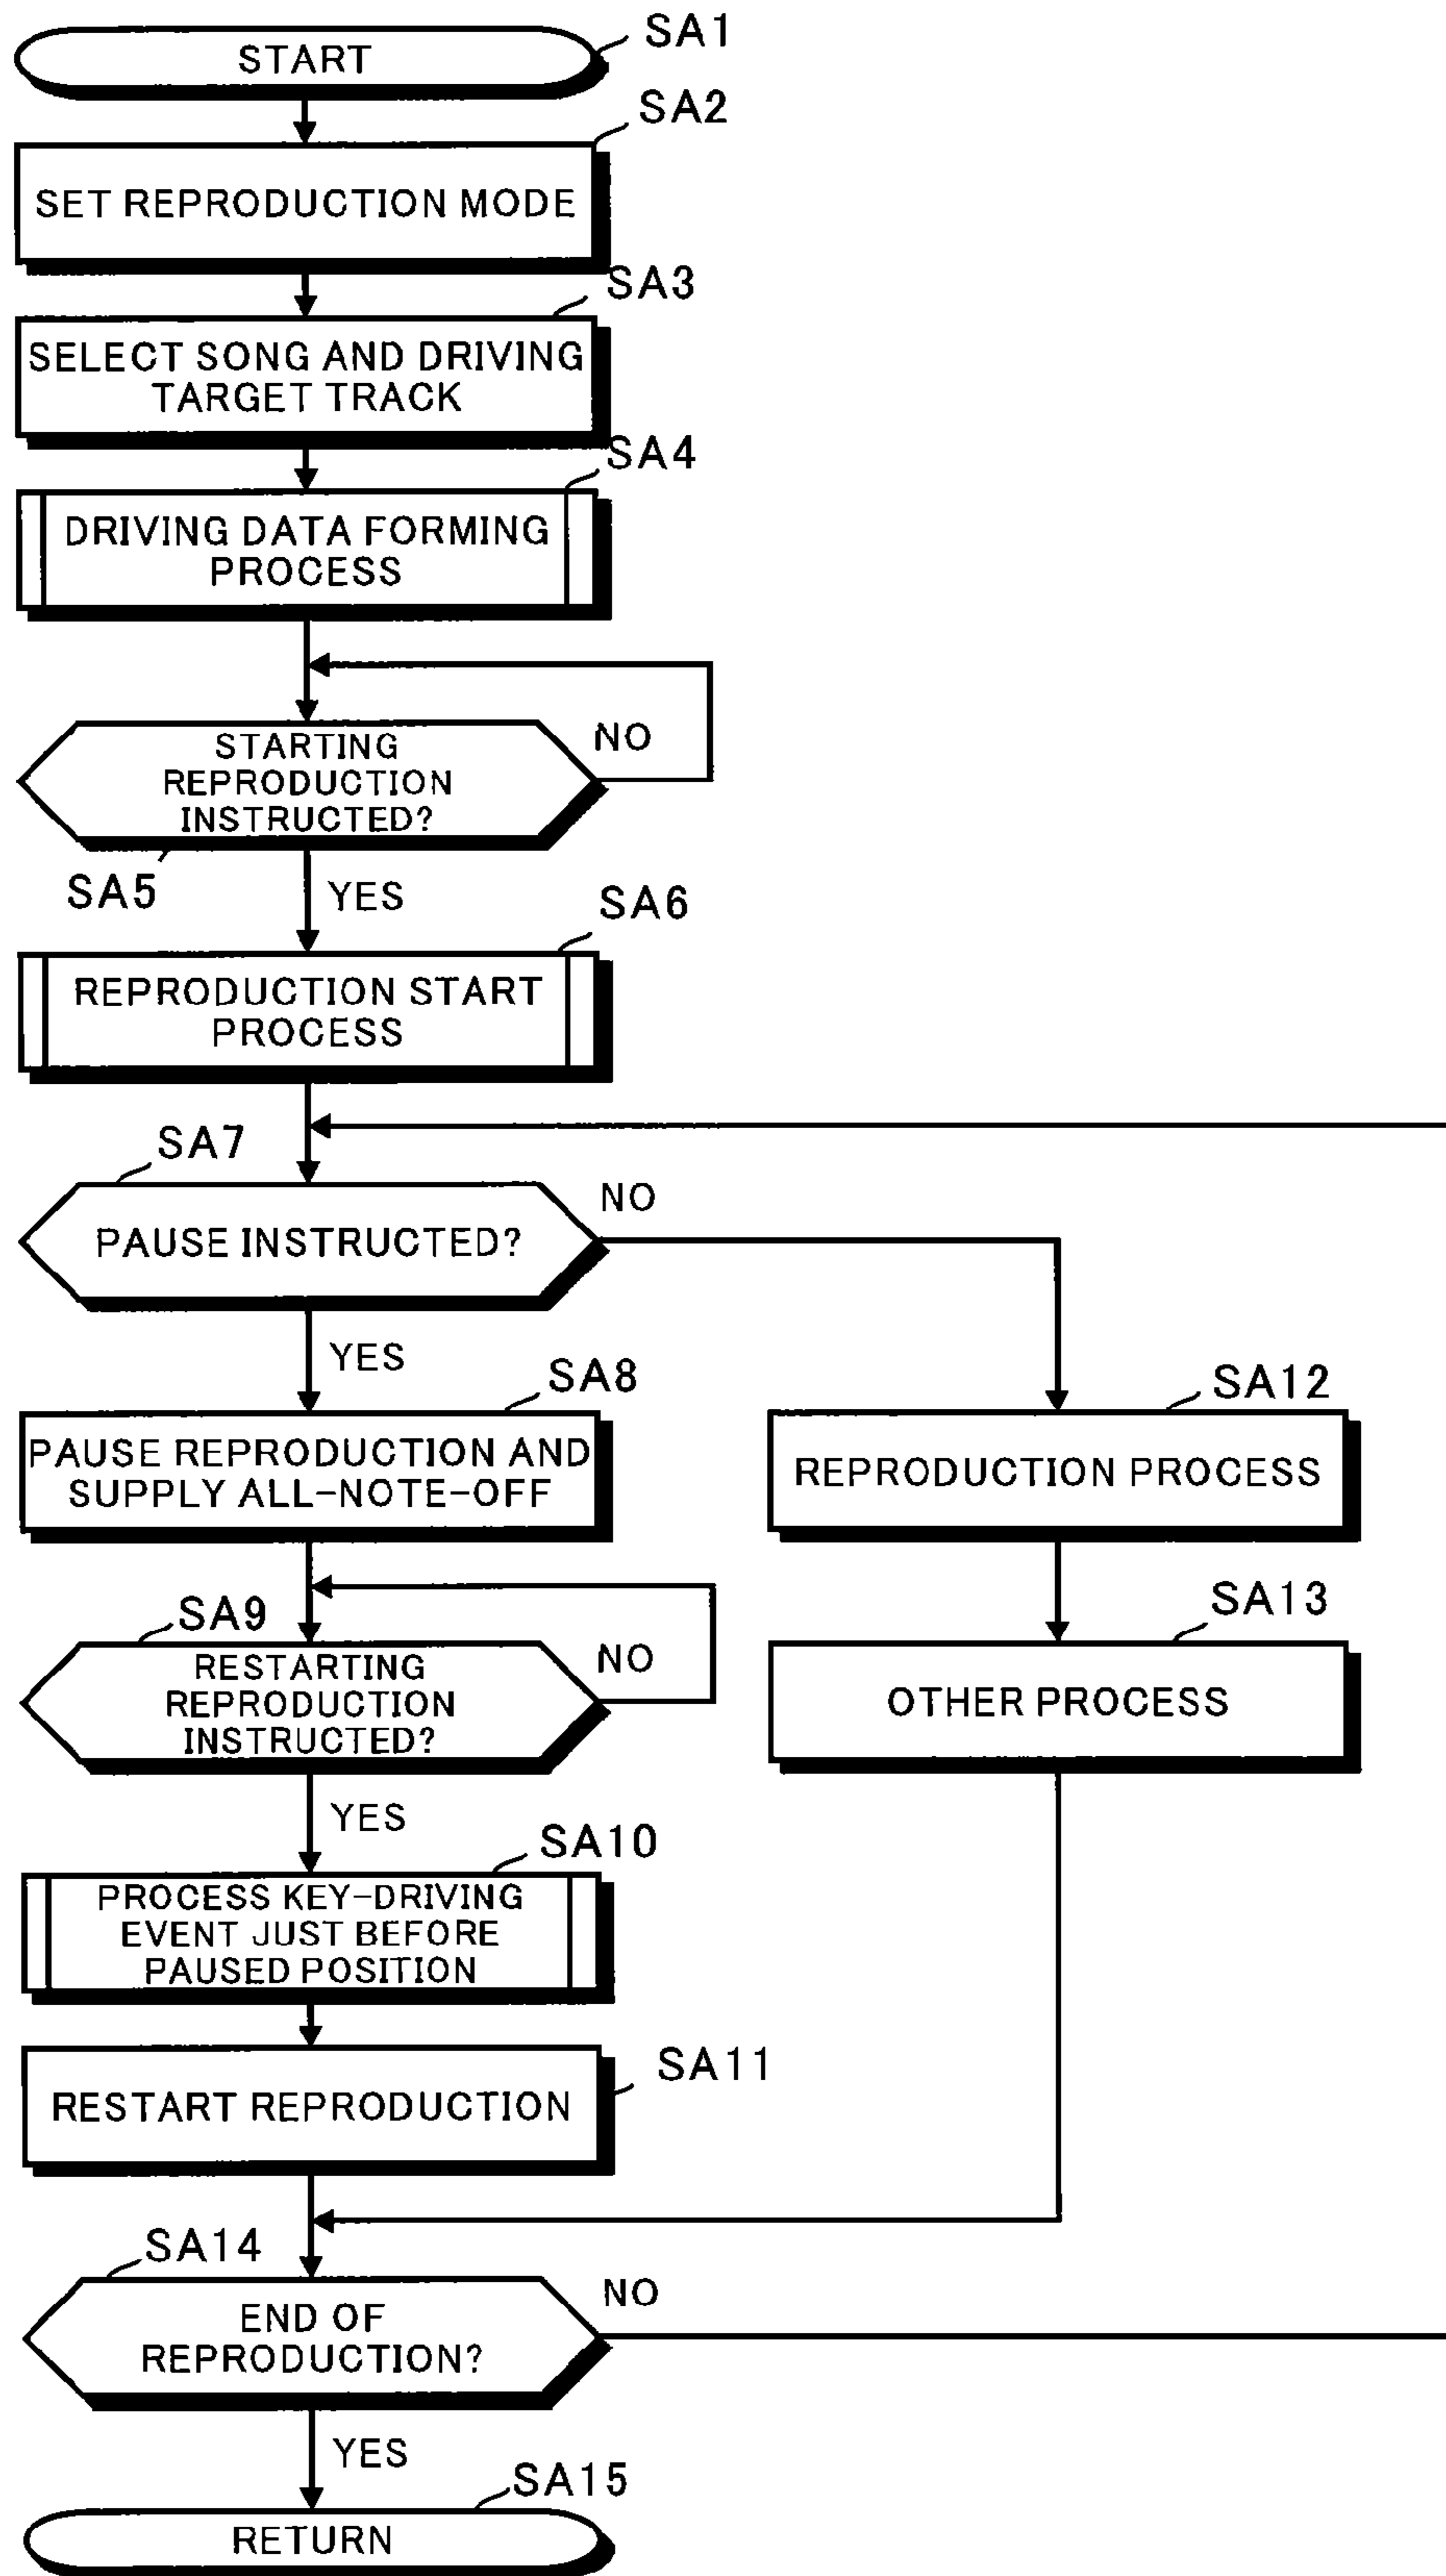 START
SA1
SA2
SET REPRODUCTION MODE
SA3
SELECT SONG AND DRIVING
TARGET TRACK
SA4
DRIVING DATA FORMING
PROCESS
STARTING
REPRODUCTION
INSTRUCTED?
NO
SA5
YES
SA6
REPRODUCTION START
PROCESS
SA7
PAUSE INSTRUCTED?
NO
YES
SA8
PAUSE REPRODUCTION AND
SUPPLY ALL-NOTE-OFF
SA12
REPRODUCTION PROCESS
SA9
RESTARTING
REPRODUCTION
INSTRUCTED?
NO
SA13
OTHER PROCESS
YES
SA10
PROCESS KEY-DRIVING
EVENT JUST BEFORE
PAUSED POSITION
SA11
RESTART REPRODUCTION
SA14
END OF
REPRODUCTION?
NO
YES
SA15
RETURN